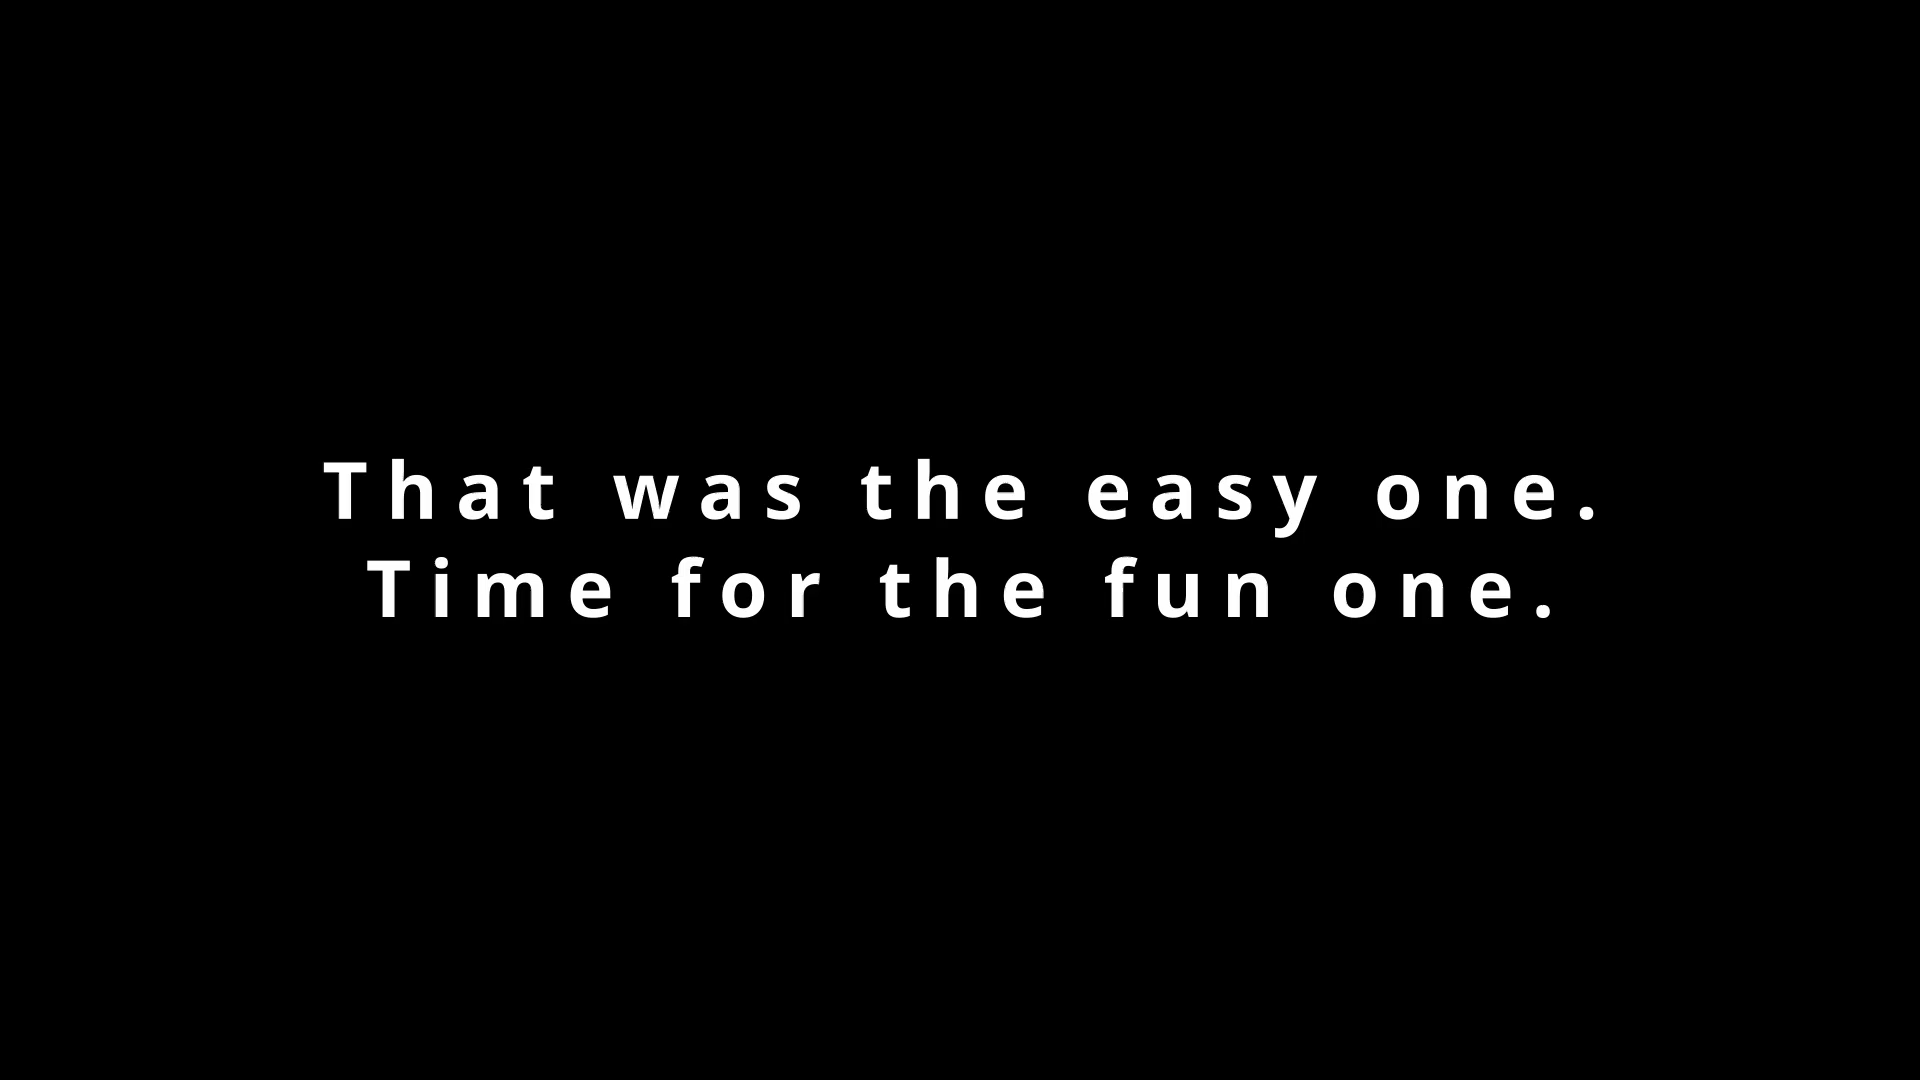 That was the easy one.
Time for the fun one.